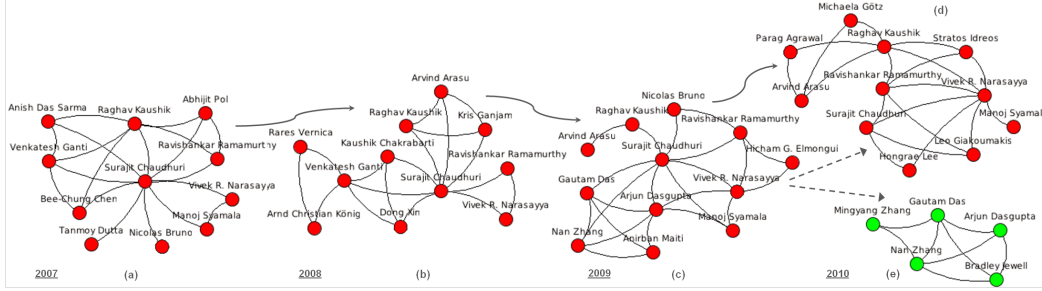 Anish Das Sarma
Raghav Kaushik
Abhijit Pol
Venkatesh Ganti
Ravishankar Ramamurthy
Surajit Chaudhuri
Bee-Chung Chen
Vivek R. Narasayya
Manoj Syamala
Tanmoy Dutta
Nicolas Bruno
2007
(a)
Arvind Arasu
Raghav Kaushik
Kris Ganjam
Rares Vernica
Kaushik Chakrabarti
Ravishankar Ramamurthy
Venkatesh Ganti
Surajit Chaudhuri
Arnd Christian König
Dong Xin
Vivek R. Narasayya
2008
(b)
Nicolas Bruno
Raghav Kaushik
Ravishankar Ramamurthy
Arvind Arasu
Surajit Chaudhuri
Hicham G. Elmongui
Gautam Das
Vivek R. Narasayya
Arjun Dasgupta
Manoj Syamala
Nan Zhang
Anirban Maiti
2009
(c)
Michaela Götz
(d)
Parag Agrawal
Raghav Kaushik
Stratos Idreos
Ravishankar Ramamurthy
Vivek R. Narasayya
Arvind Arasu
Surajit Chaudhuri
Manoj Syamala
Leo Giakoumakis
Hongrae Lee
Gautam Das
Mingyang Zhang
Arjun Dasgupta
Nan Zhang
Bradley Jewell
2010
(e)